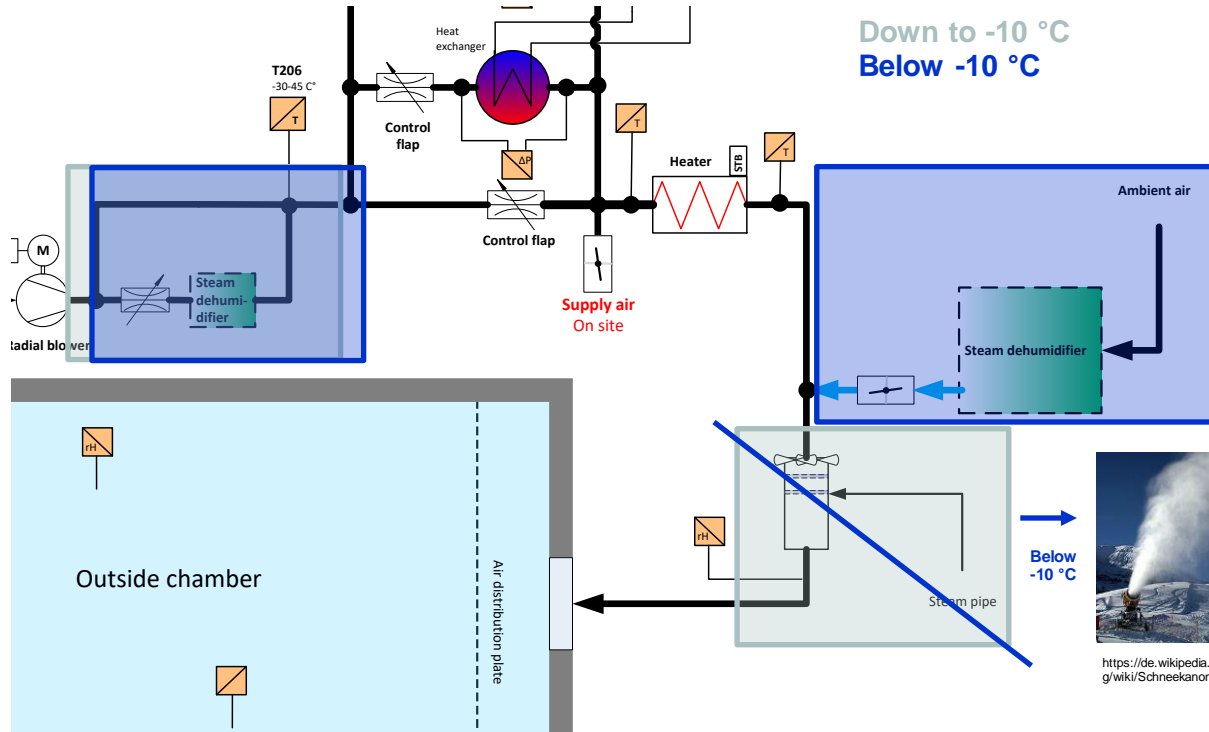 Down to -10 °C
Below -10 °C
Heat
exchanger
T206
-30-45 C°
T
Control
flap
ΔP
T
Heater
STB
T
Ambient air
Control flap
M
Steam
dehumi-
difier
Supply air
On site
Radial blower
Steam dehumidifier
rH
rH
Outside chamber
Air distribution plate
Steam pipe
Below
-10 °C
https://de.wikipedia.
g/wiki/Schneekanor